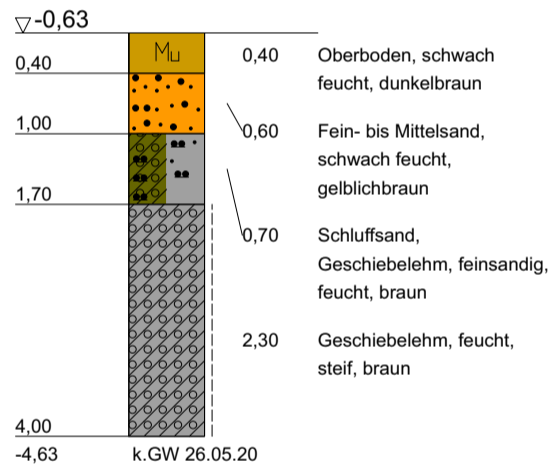 -0,63
Mu
0,40
0,40 Oberboden, schwach
feucht, dunkelbraun
1,00
0,60 Fein- bis Mittelsand,
schwach feucht,
gelblichbraun
1,70
0,70 Schluffsand,
Geschiebelehm, feinsandig,
feucht, braun
2,30 Geschiebelehm, feucht,
steif, braun
4,00
-4,63 k.GW 26.05.20